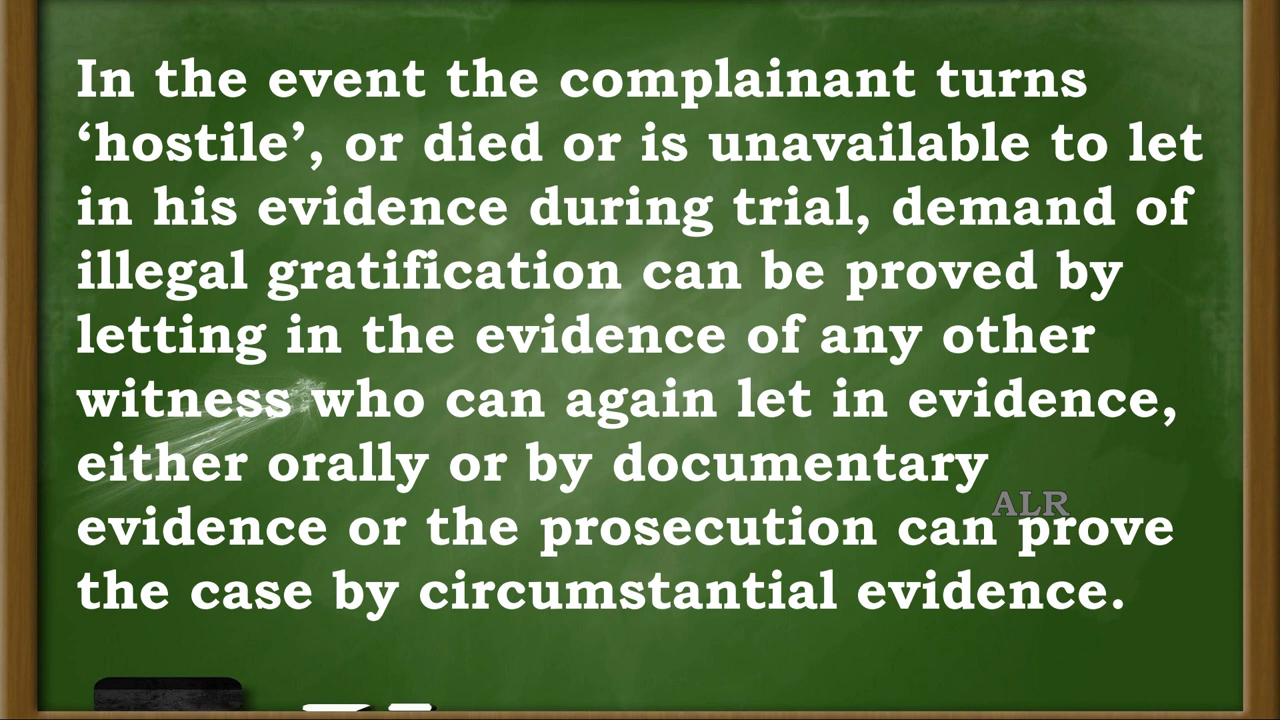 In the event the complainant turns
‘hostile’, or died or is unavailable to let
in his evidence during trial, demand of
illegal gratification can be proved by
letting in the evidence of any other
witness who can again let in evidence,
either orally or by documentary
ALR
evidence or the prosecution can prove
the case by circumstantial evidence.